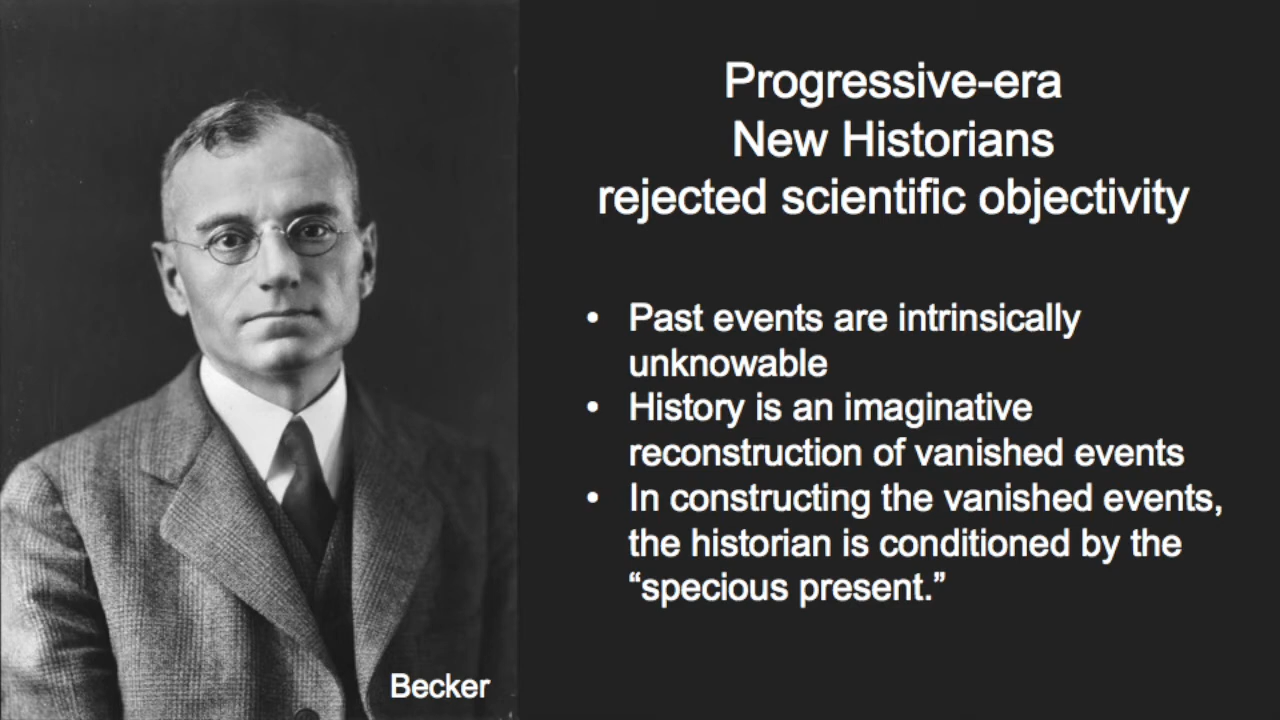 Progressive-era
New Historians
rejected scientific objectivity
• Past events are intrinsically
unknowable
• History is an imaginative
reconstruction of vanished events
• In constructing the vanished events,
the historian is conditioned by the
“specious present.”
Becker